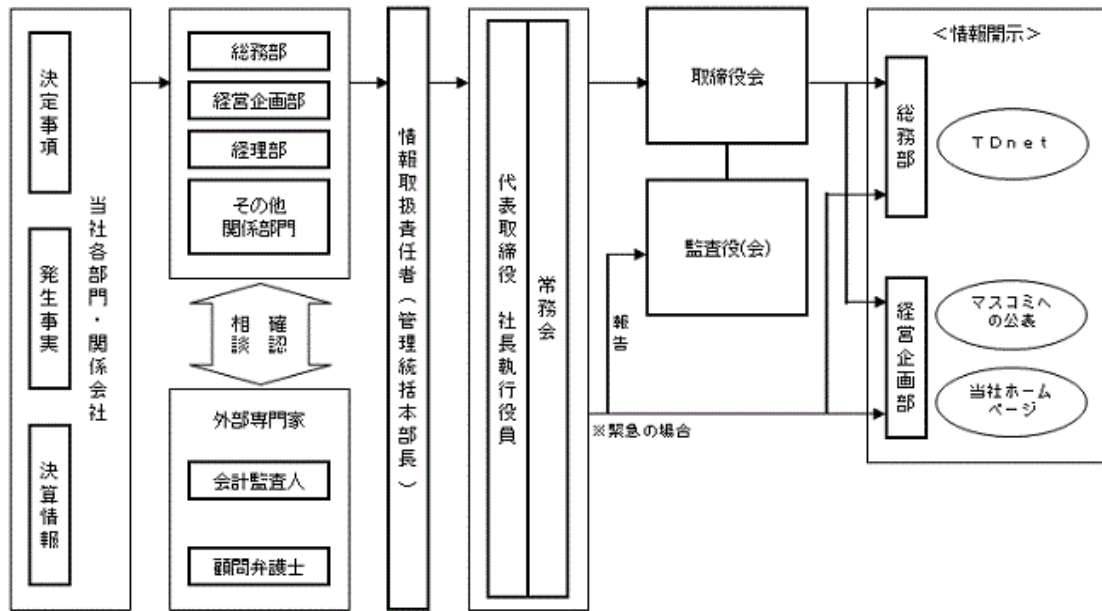 決定事項
発生事実
決算情報
当社各部門・関係会社
総務部
経営企画部
経理部
その他
関係部門
相談
確認
外部専門家
会計監査人
顧問弁護士
情報取扱責任者（管理統括本部長）
代表取締役 社長執行役員
常務会
取締役会
監査役(会)
報告
※緊急の場合
＜情報開示＞
総務部
ＴＤｎｅｔ
経営企画部
マスコミへ
の公表
当社ホーム
ページ